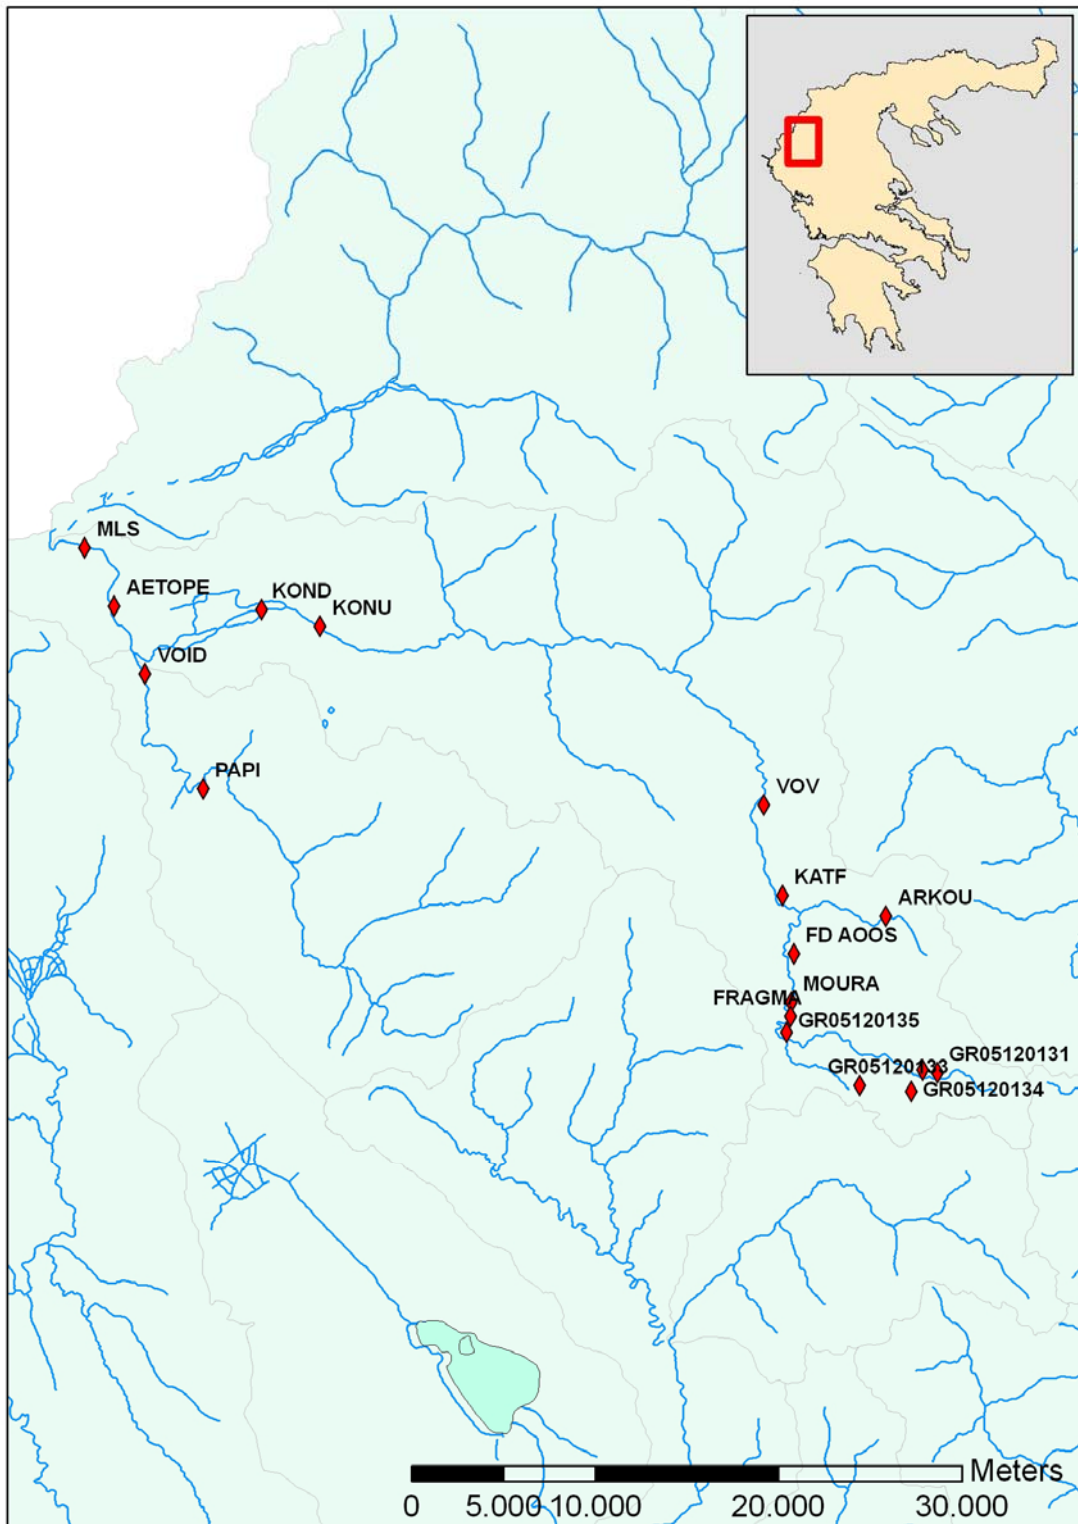 MLS
AETOPE
KOND
KONU
VOID
PAPI
VOV
KATF
ARKOU
FD AOOS
MOURA
FRAGMA
GR05120135
GR05120131
GR05120133
GR05120134
Meters
0 5.000 10.000 20.000 30.000